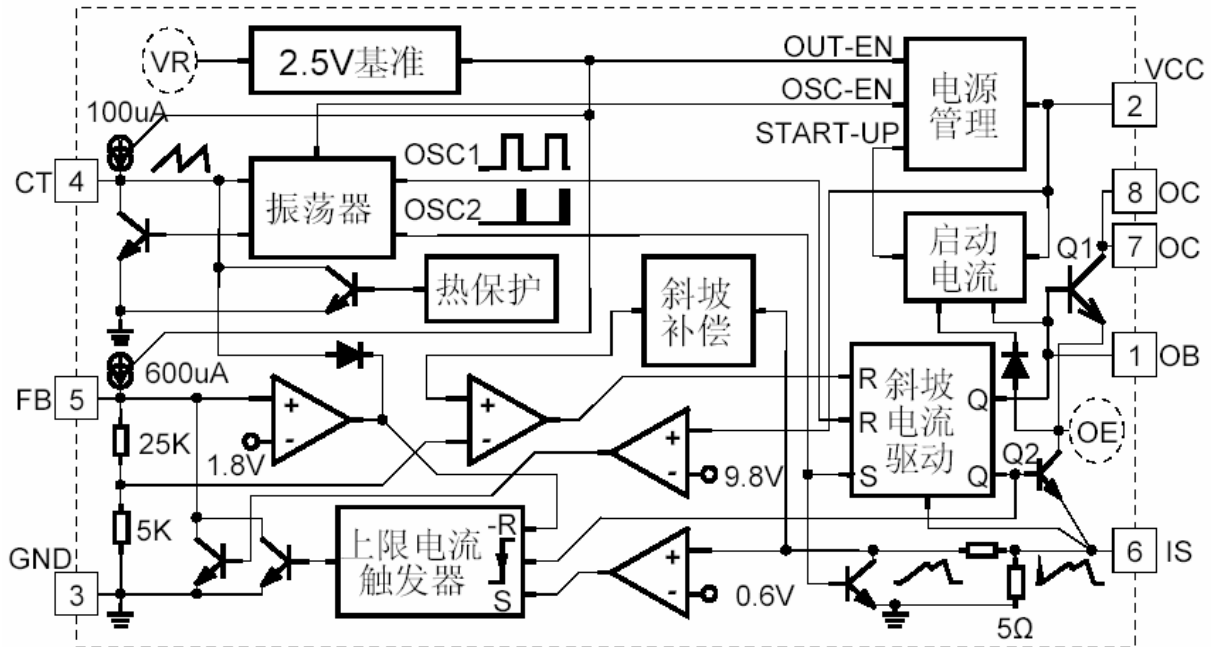 VR
2.5V基准
OUT-EN
OSC-EN
START-UP
电源
管理
VCC
2
100uA
CT
4
振荡器
OSC1
OSC2
8
OC
7
OC
Q1
启动
电流
热保护
斜坡
补偿
600uA
FB
5
+
-
1.8V
25K
5K
+
-
+
-
9.8V
R
R
S
斜坡
电流
驱动
Q
Q
1
OB
OE
Q2
GND
3
上限电流
触发器
-R
S
+
-
0.6V
6
IS
5Ω